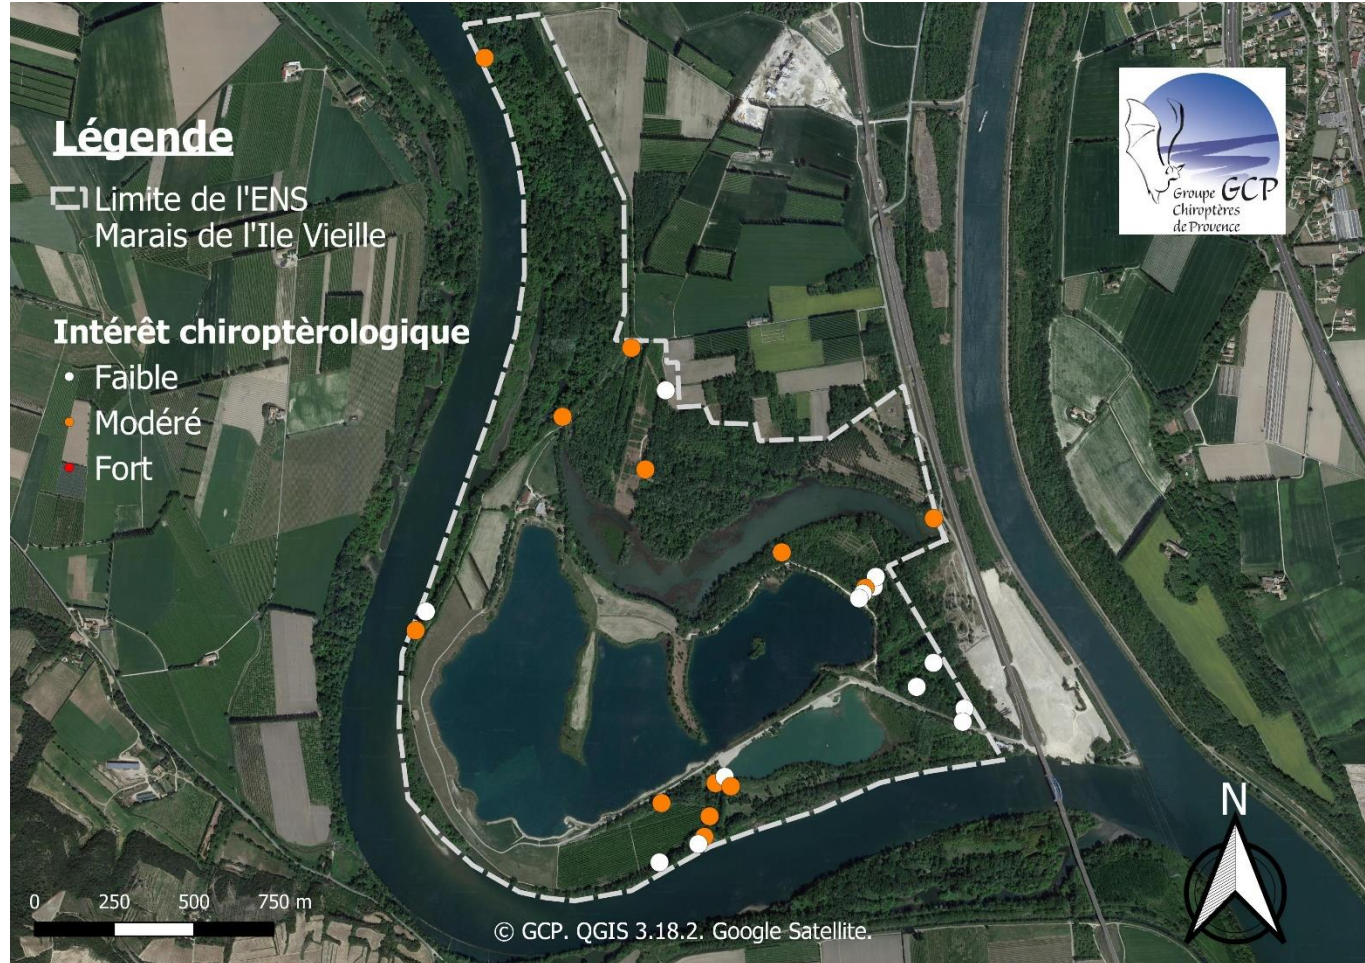 Légende
Limite de l'ENS
Marais de l'Ile Vieille
Intérêt chiroptèrologique
Faible
Modéré
Fort
Groupe GCP
Chiroptères
de Provence
N
0 250 500 750 m
© GCP. QGIS 3.18.2. Google Satellite.